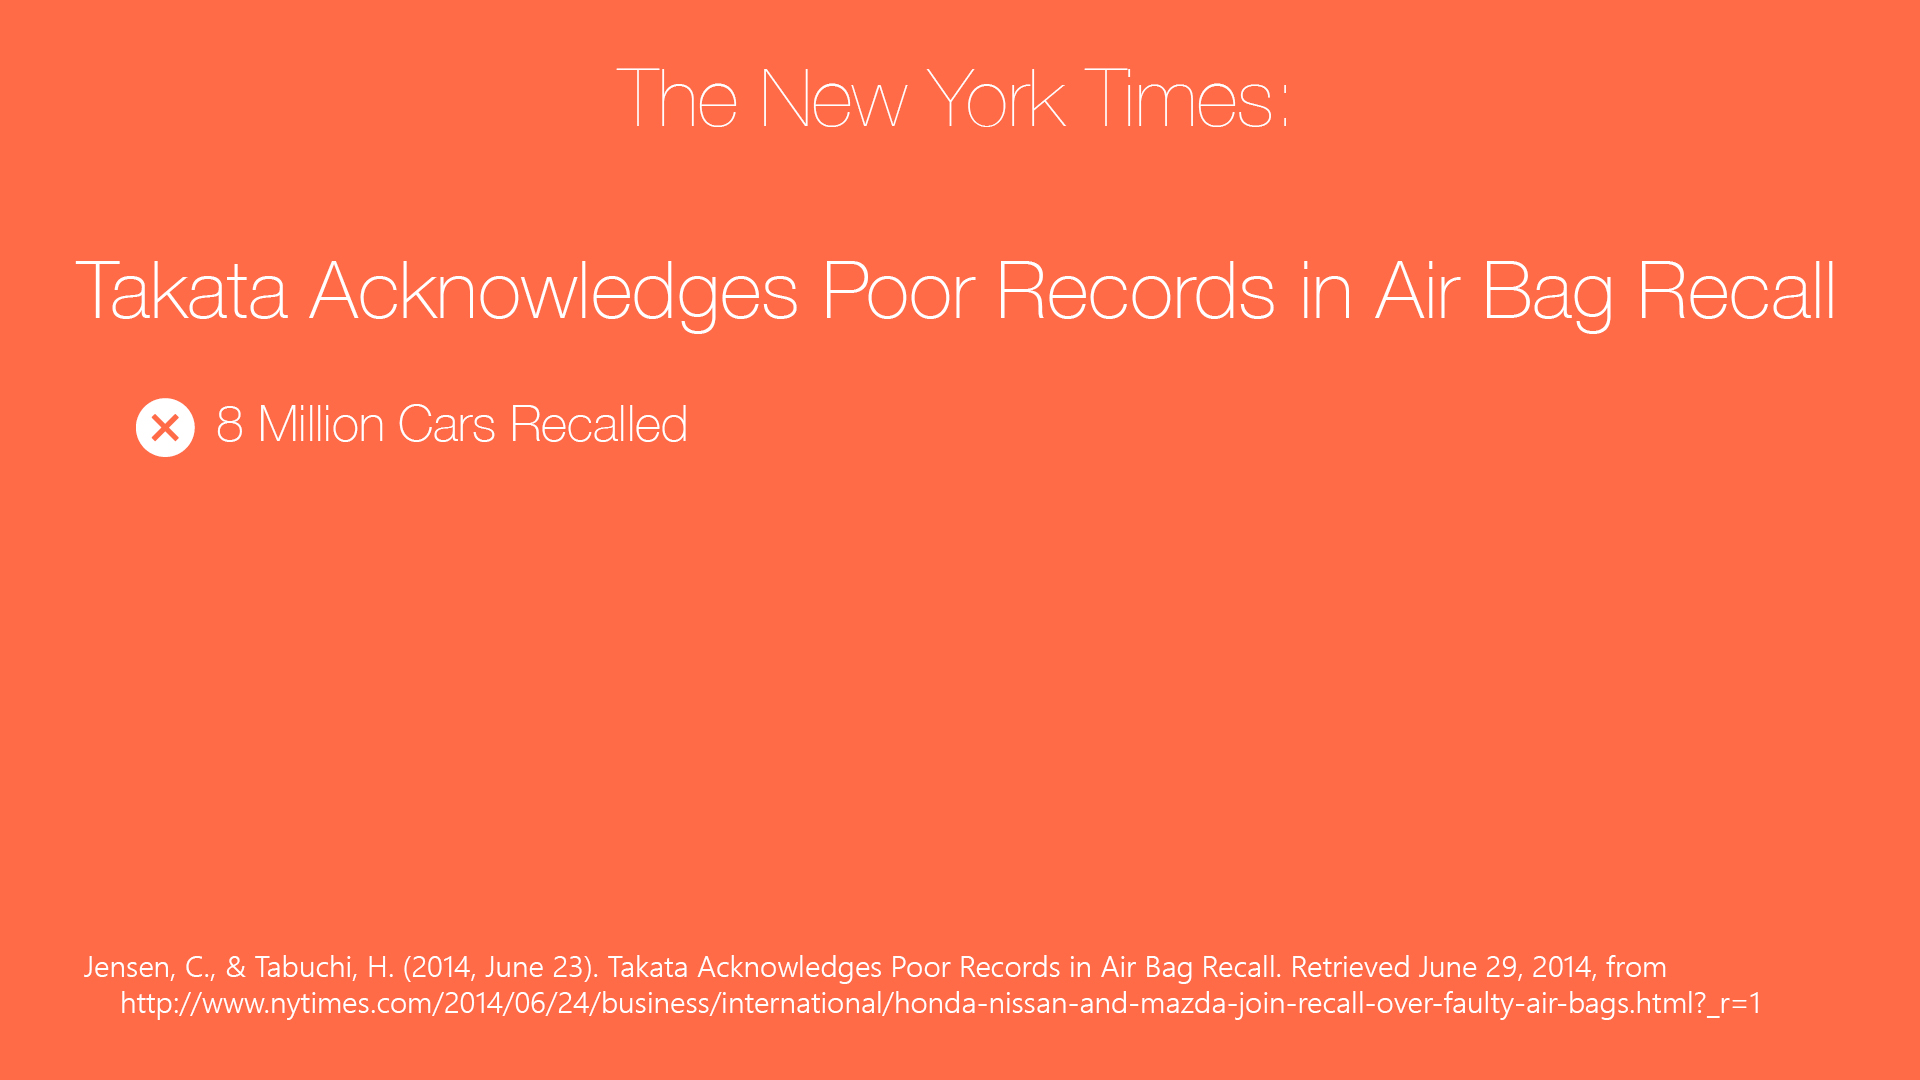 The New York Times:
Takata Acknowledges Poor Records in Air Bag Recall
8 Million Cars Recalled
Jensen, C., & Tabuchi, H. (2014, June 23). Takata Acknowledges Poor Records in Air Bag Recall. Retrieved June 29, 2014, from
http://www.nytimes.com/2014/06/24/business/international/honda-nissan-and-mazda-join-recall-over-faulty-air-bags.html?_r=1